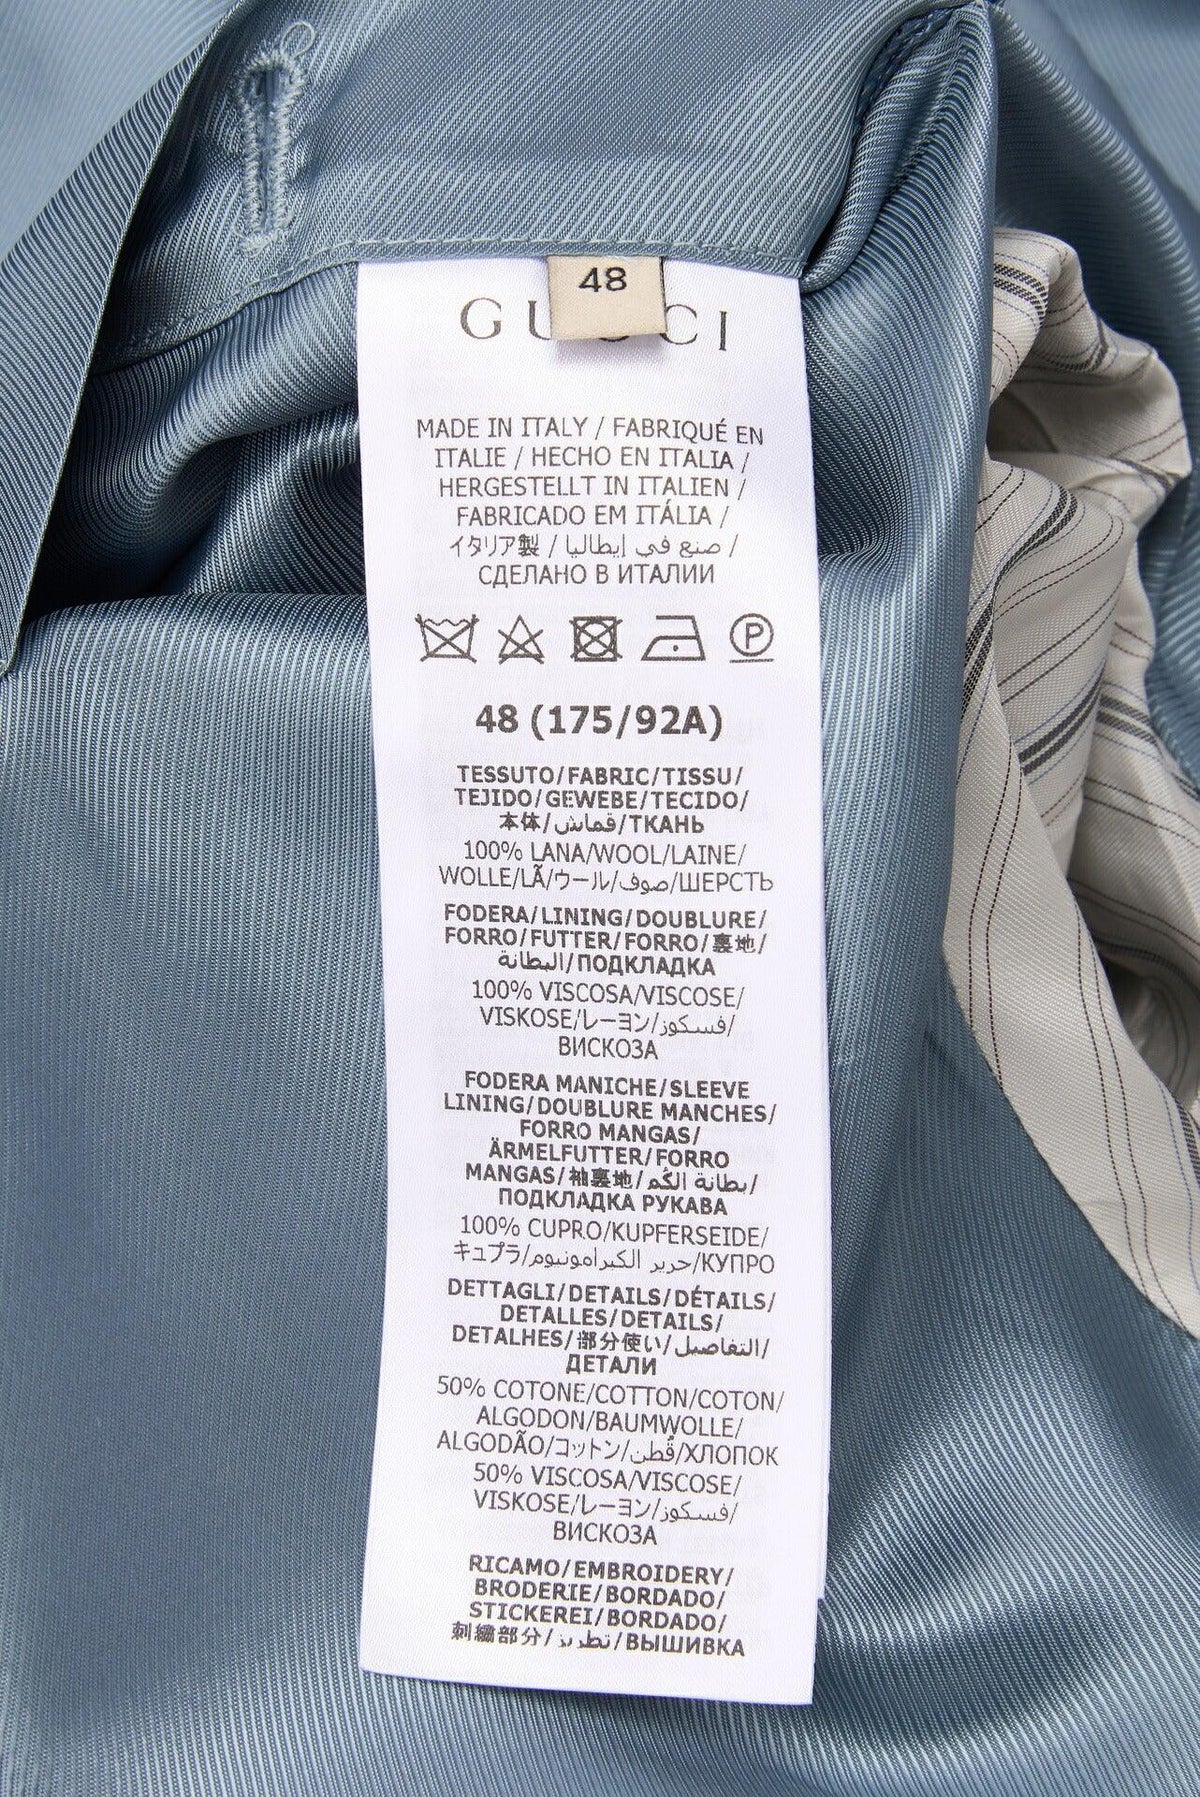 48
GUCCI
MADE IN ITALY / FABRIQUÉ EN
ITALIE / HECHO EN ITALIA /
HERGESTELLT IN ITALIEN /
FABRICADO EM ITÁLIA /
イタリア製 / صنع في إيطاليا /
СДЕЛАНО В ИТАЛИИ
P
48 (175/92A)
TESSUTO/FABRIC/TISSU/
TEJIDO/GEWEBE/TECIDO/
本体/قماش/ТКАНЬ
100% LANA/WOOL/LAINE/
WOLLE/LÃ/ウール/صوف/ШЕРСТЬ
FODERA/LINING/DOUBLURE/
FORRO/FUTTER/FORRO/裏地/
البطانة/ПОДКЛАДКА
100% VISCOSA/VISCOSE/
VISKOSE/レーヨン/فسكوز/
ВИСКОЗА
FODERA MANICHE/SLEEVE
LINING/DOUBLURE MANCHES/
FORRO MANGAS/
ÄRMELFUTTER/FORRO
MANGAS/袖裏地/بطانة الكُم/
ПОДКЛАДКА РУКАВА
100% CUPRO/KUPFERSEIDE/
キュプラ/حرير الكبرامونيوم/КУПРО
DETTAGLI/DETAILS/DÉTAILS/
DETALLES/DETAILS/
DETALHES/部分使い/التفاصيل/
ДЕТАЛИ
50% COTONE/COTTON/COTON/
ALGODON/BAUMWOLLE/
ALGODÃO/コットン/قُطن/ХЛОПОК
50% VISCOSA/VISCOSE/
VISKOSE/レーヨン/فسكوز/
ВИСКОЗА
RICAMO/EMBROIDERY/
BRODERIE/BORDADO/
STICKEREI/BORDADO/
刺繍部分/تطريز/ВЫШИВКА